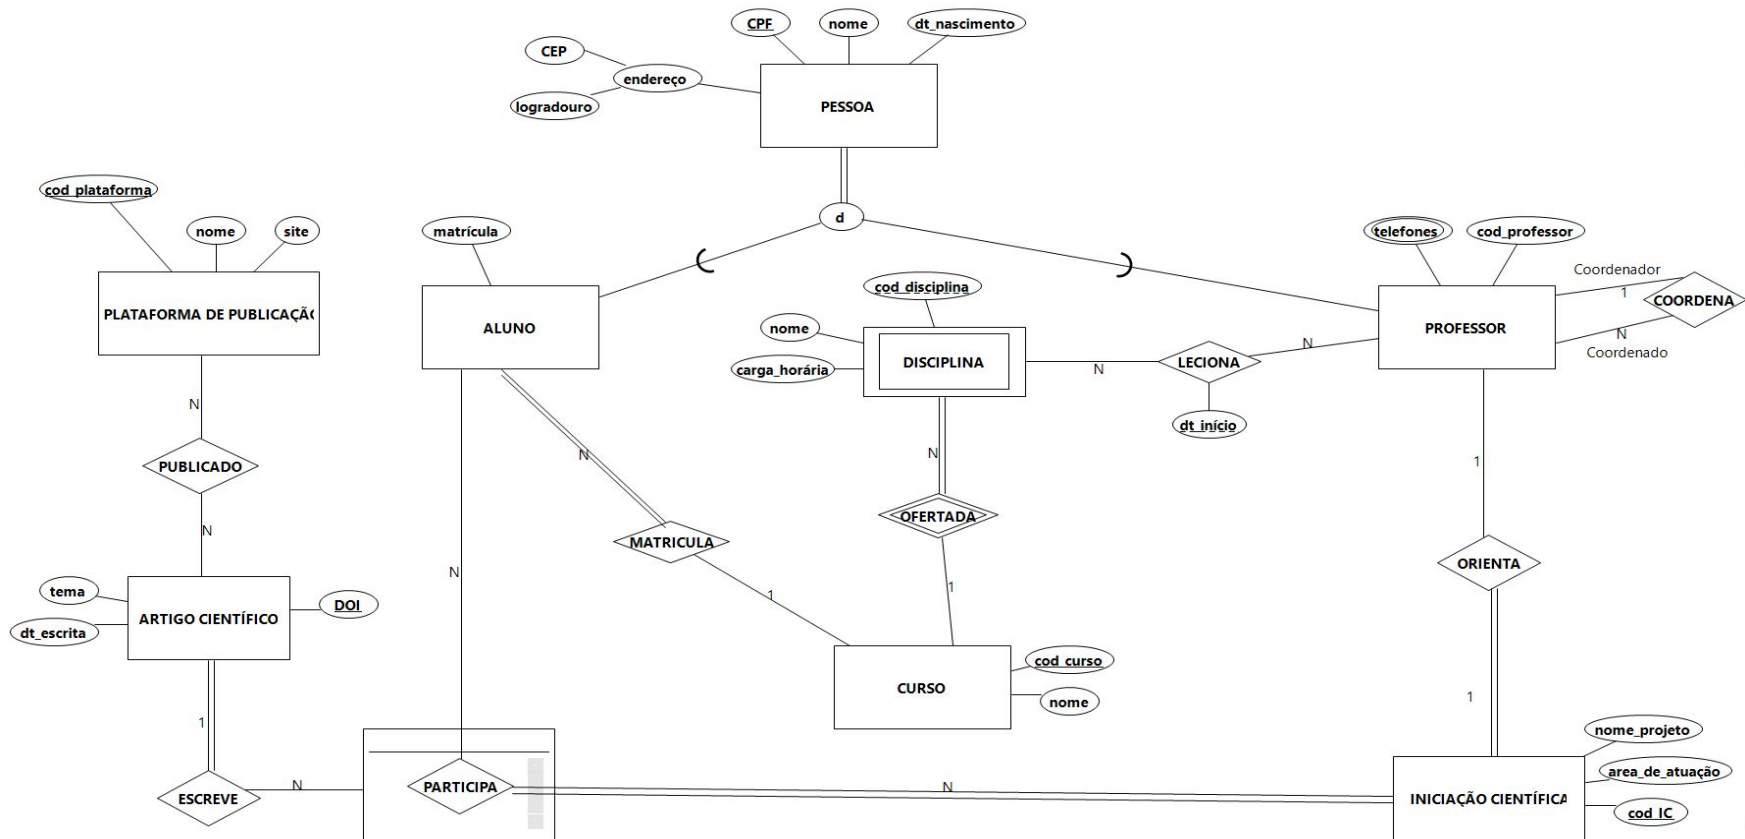 CPF
nome
dt_nascimento
CEP
endereço
logradouro
PESSOA
cod_plataforma
nome
site
matrícula
d
telefones
cod_professor
Coordenador
1
COORDENA
N
Coordenado
PLATAFORMA DE PUBLICAÇÃ
ALUNO
cod_disciplina
nome
carga_horária
DISCIPLINA
N
LECIONA
N
dt_início
PROFESSOR
N
PUBLICADO
N
N
MATRICULA
1
N
OFERTADA
1
1
ORIENTA
1
N
tema
dt_escrita
ARTIGO CIENTÍFICO
DOI
CURSO
cod_curso
nome
1
ESCREVE
N
PARTICIPA
N
nome_projeto
area_de_atuação
cod_IC
INICIAÇÃO CIENTÍFICA